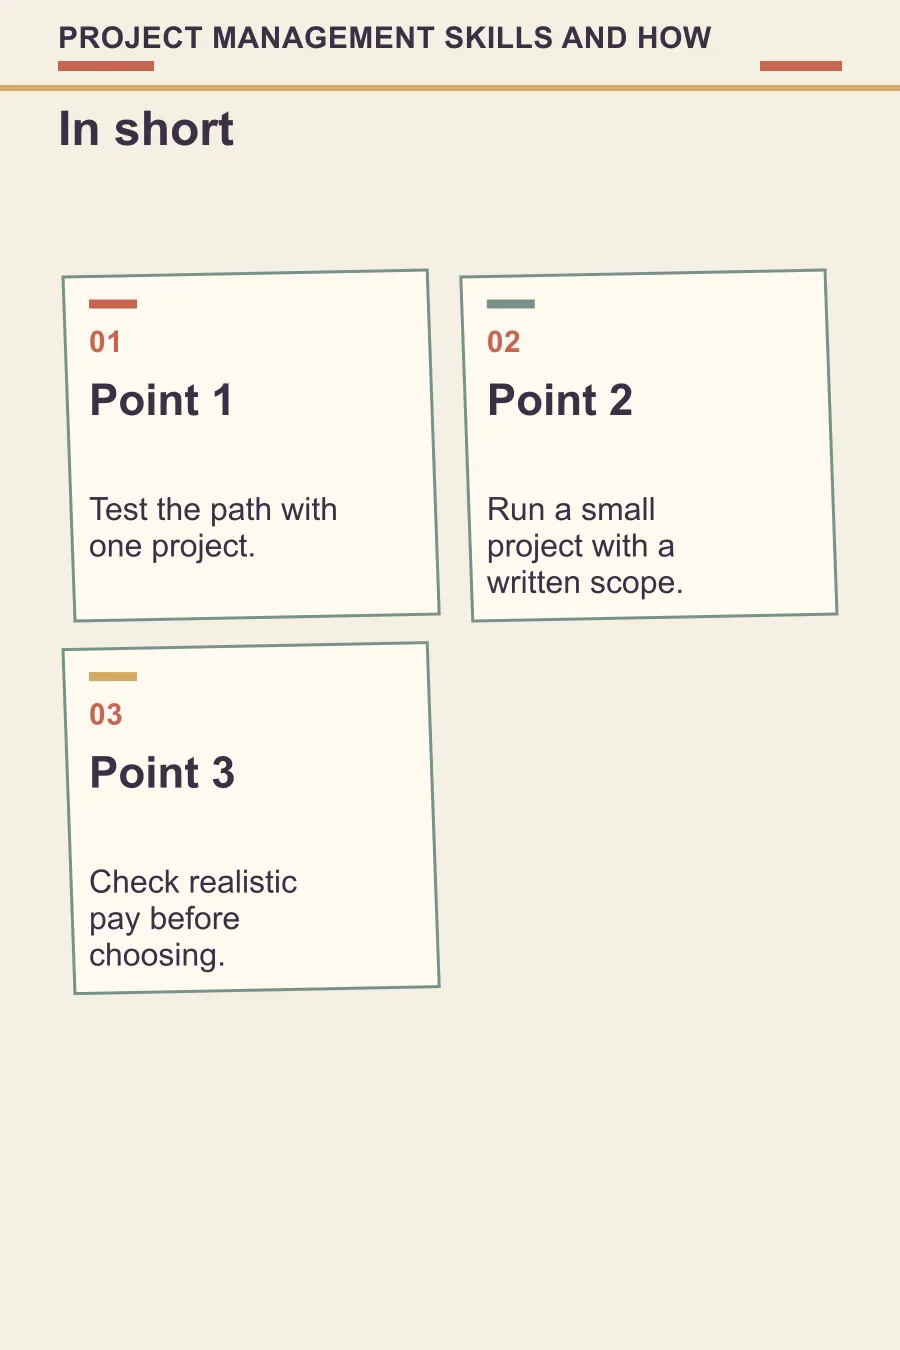 PROJECT MANAGEMENT SKILLS AND HOW
In short
01
Point 1
Test the path with
one project.
02
Point 2
Run a small
project with a
written scope.
03
Point 3
Check realistic
pay before
choosing.